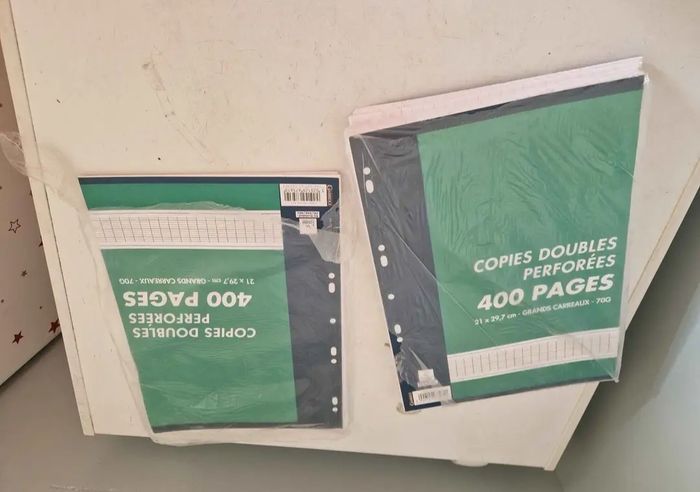 COPIES DOUBLES
PERFORÉES
400 PAGES
21 x 29,7 cm - GRANDS CARREAUX - 70G
COPIES DOUBLES
PERFORÉES
400 PAGES
21 x 29,7 cm - GRANDS CARREAUX - 70G